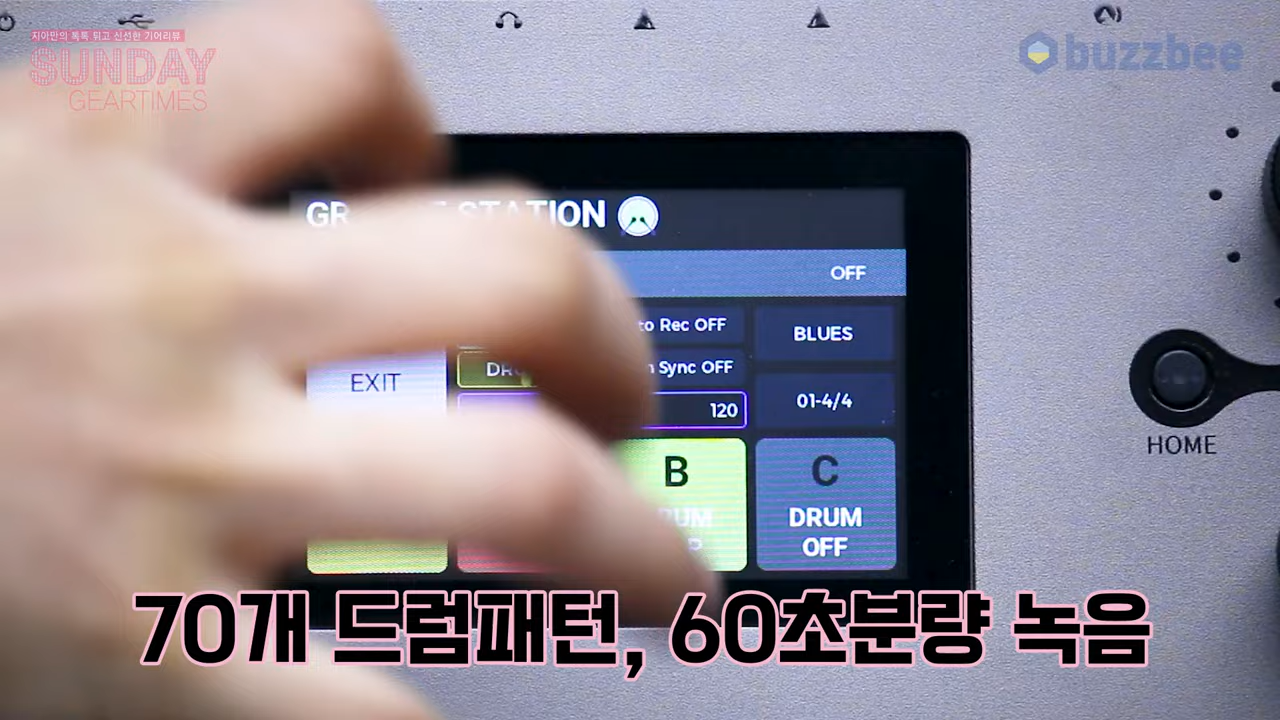 지아만의 톡톡 튀고 신선한 기어리뷰
SUNDAY
GEARTIMES
buzzbee
STATION
OFF
to Rec OFF
BLUES
EXIT
Sync OFF
120
01-4/4
B
C
DRUM
OFF
HOME
70개 드럼패턴, 60초분량 녹음